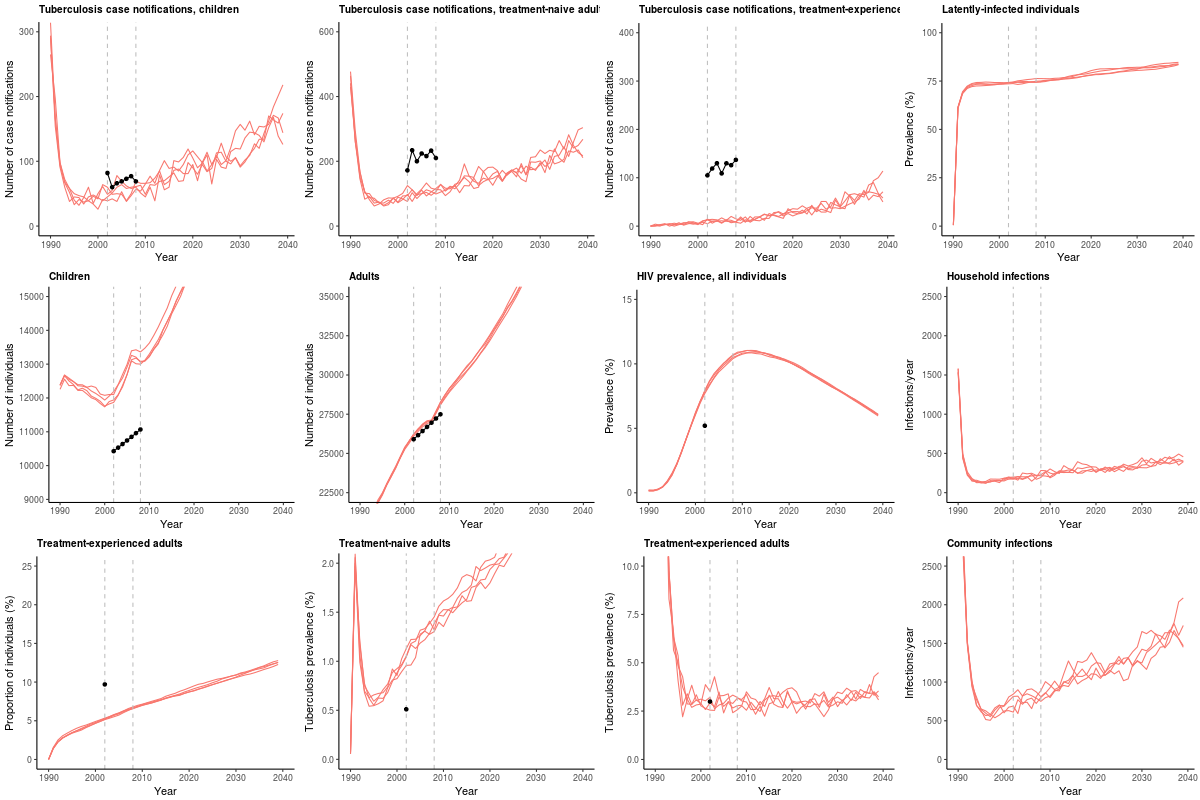 Tuberculosis case notifications, children
Number of case notifications
300
200
100
0
1990 2000 2010 2020 2030 2040
Year
Tuberculosis case notifications, treatment-naive adul
Number of case notifications
600
400
200
0
1990 2000 2010 2020 2030 2040
Year
Tuberculosis case notifications, treatment-experience
Number of case notifications
400
300
200
100
0
1990 2000 2010 2020 2030 2040
Year
Latently-infected individuals
Prevalence (%)
100
75
50
25
0
1990 2000 2010 2020 2030 2040
Year
Children
Number of individuals
15000
14000
13000
12000
11000
10000
9000
1990 2000 2010 2020 2030 2040
Year
Adults
Number of individuals
35000
32500
30000
27500
25000
22500
1990 2000 2010 2020 2030 2040
Year
HIV prevalence, all individuals
Prevalence (%)
15
10
5
0
1990 2000 2010 2020 2030 2040
Year
Household infections
Infections/year
2500
2000
1500
1000
500
0
1990 2000 2010 2020 2030 2040
Year
Treatment-experienced adults
Proportion of individuals (%)
25
20
15
10
5
0
1990 2000 2010 2020 2030 2040
Year
Treatment-naive adults
Tuberculosis prevalence (%)
2.0
1.5
1.0
0.5
0.0
1990 2000 2010 2020 2030 2040
Year
Treatment-experienced adults
Tuberculosis prevalence (%)
10.0
7.5
5.0
2.5
0.0
1990 2000 2010 2020 2030 2040
Year
Community infections
Infections/year
2500
2000
1500
1000
500
0
1990 2000 2010 2020 2030 2040
Year